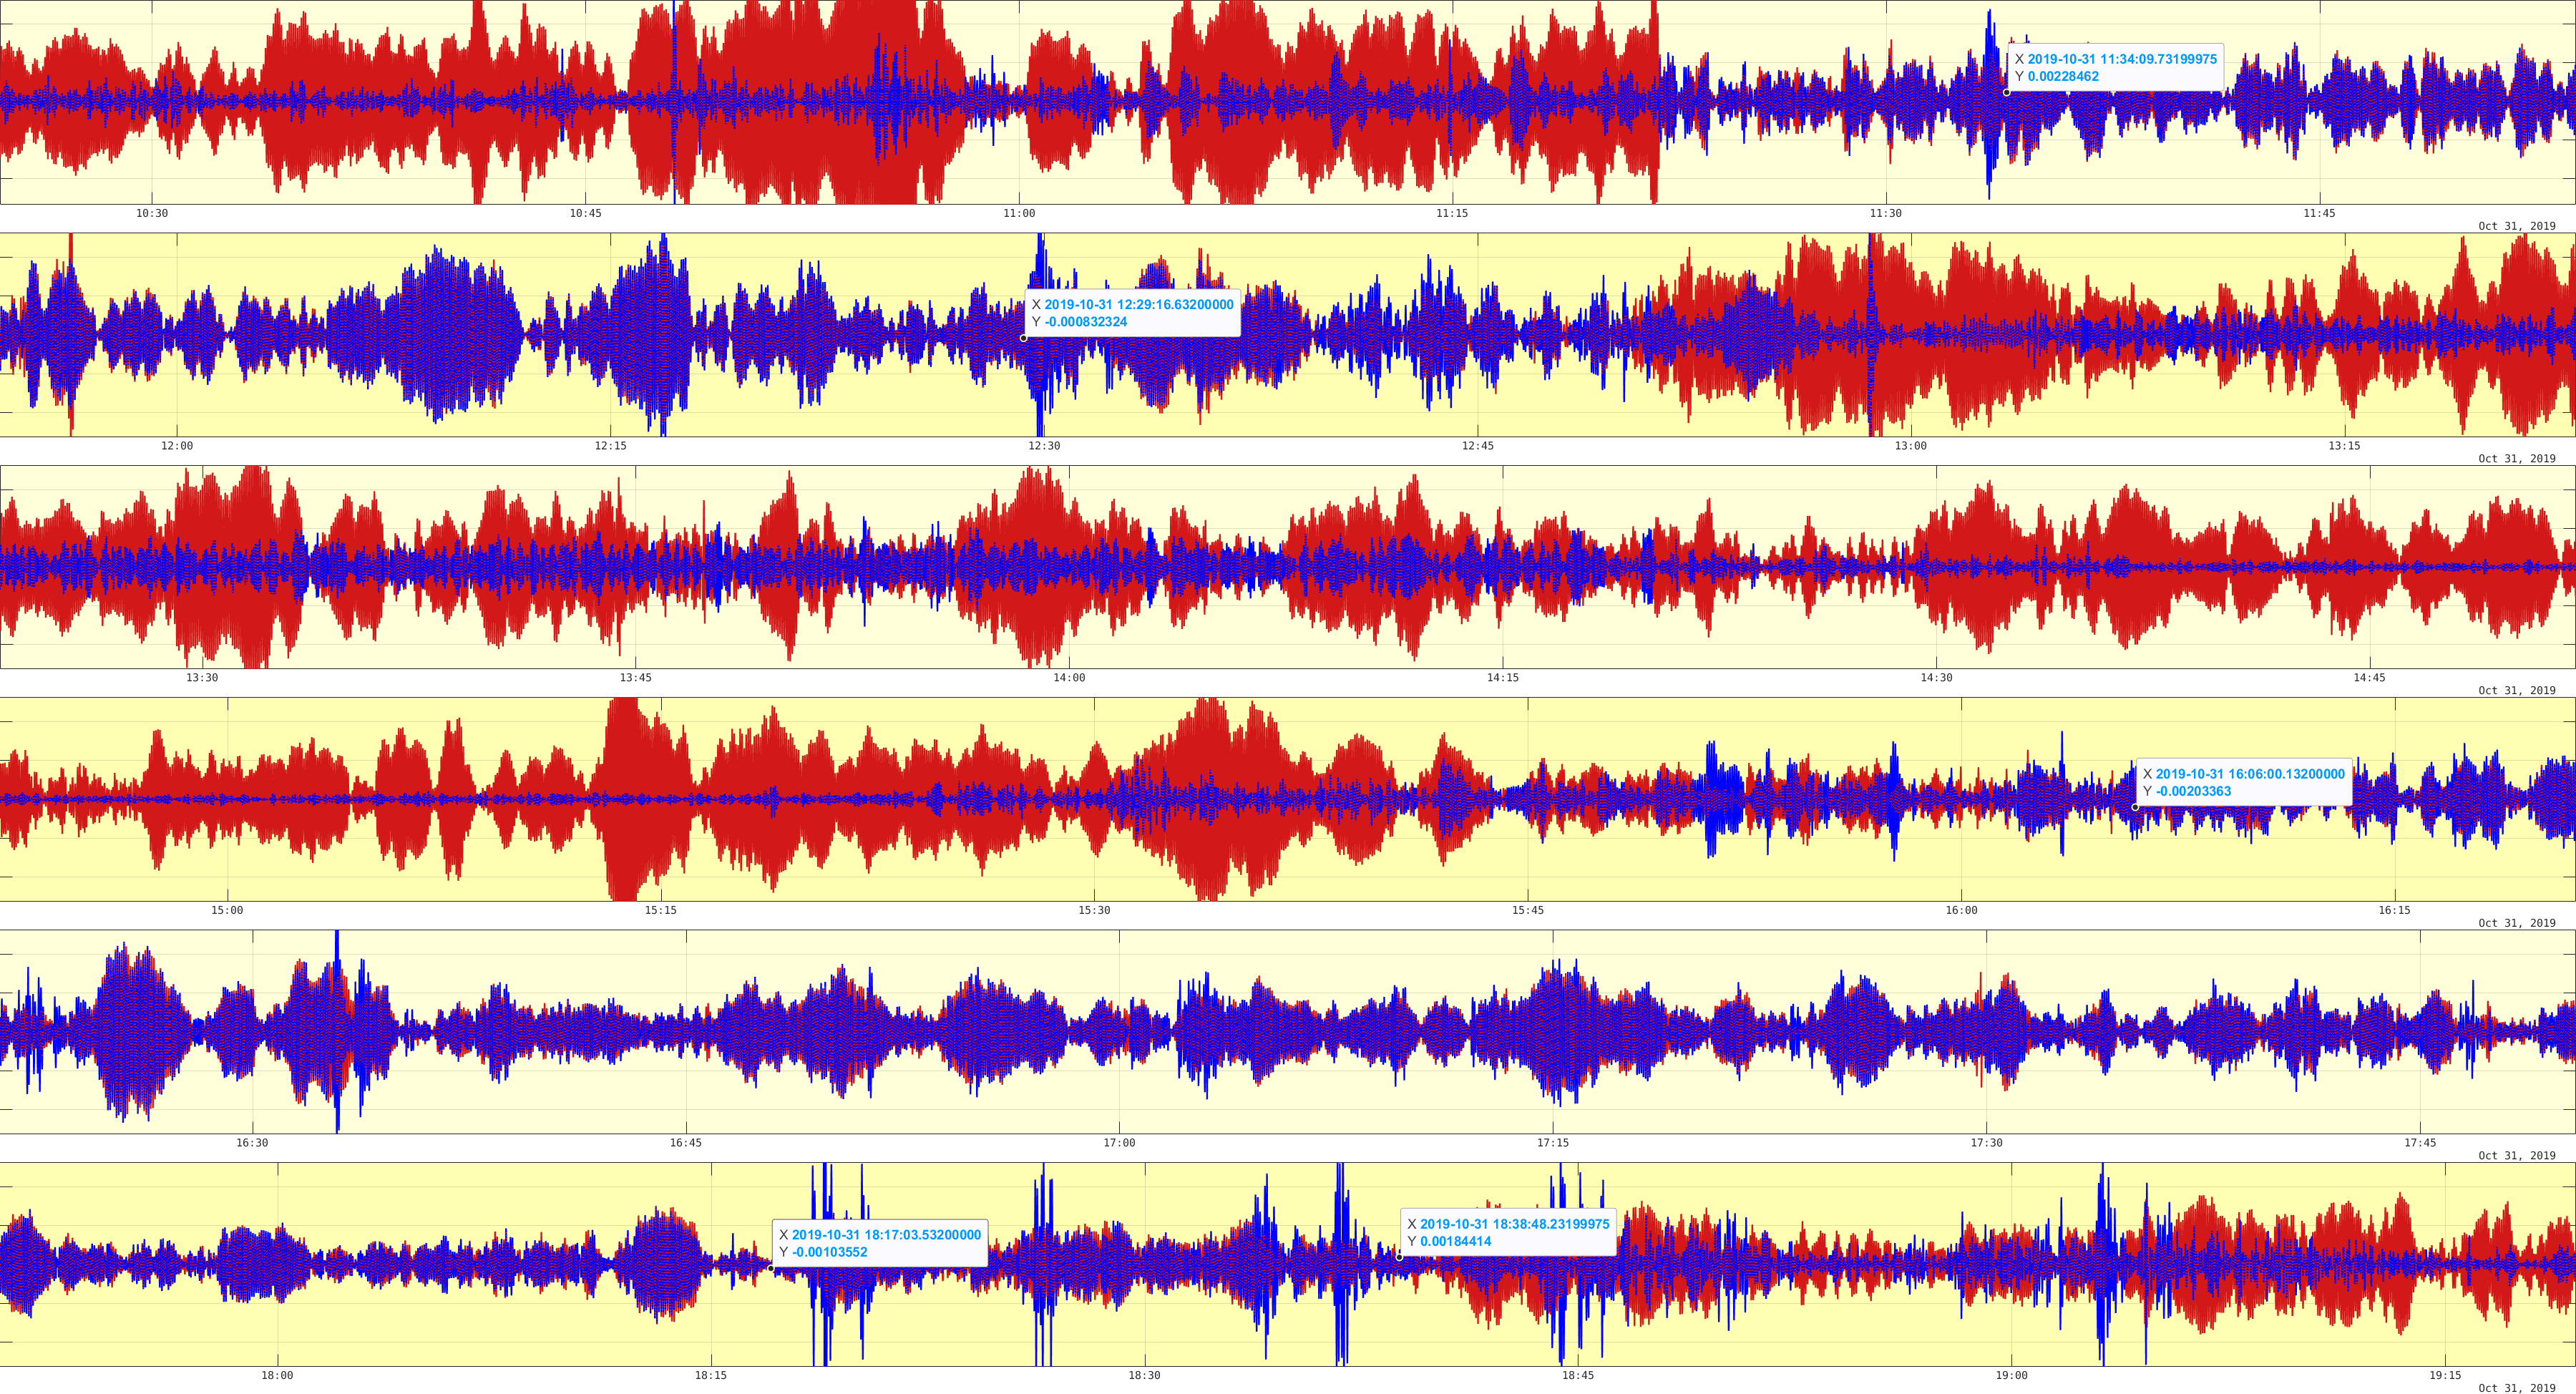 X 2019-10-31 11:34:09.73199975
Y 0.00228462
10:30 10:45 11:00 11:15 11:30 11:45
Oct 31, 2019
X 2019-10-31 12:29:16.63200000
Y -0.000832324
12:00 12:15 12:30 12:45 13:00 13:15
Oct 31, 2019
13:30 13:45 14:00 14:15 14:30 14:45
Oct 31, 2019
X 2019-10-31 16:06:00.13200000
Y -0.00203363
15:00 15:15 15:30 15:45 16:00 16:15
Oct 31, 2019
16:30 16:45 17:00 17:15 17:30 17:45
Oct 31, 2019
X 2019-10-31 18:17:03.53200000
Y -0.00103552
X 2019-10-31 18:38:48.23199975
Y 0.00184414
18:00 18:15 18:30 18:45 19:00 19:15
Oct 31, 2019